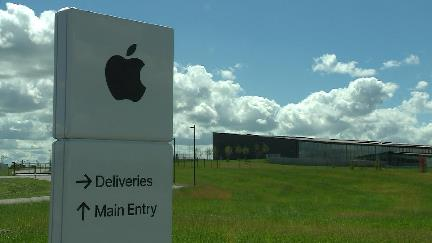 → Deliveries
↑ Main Entry